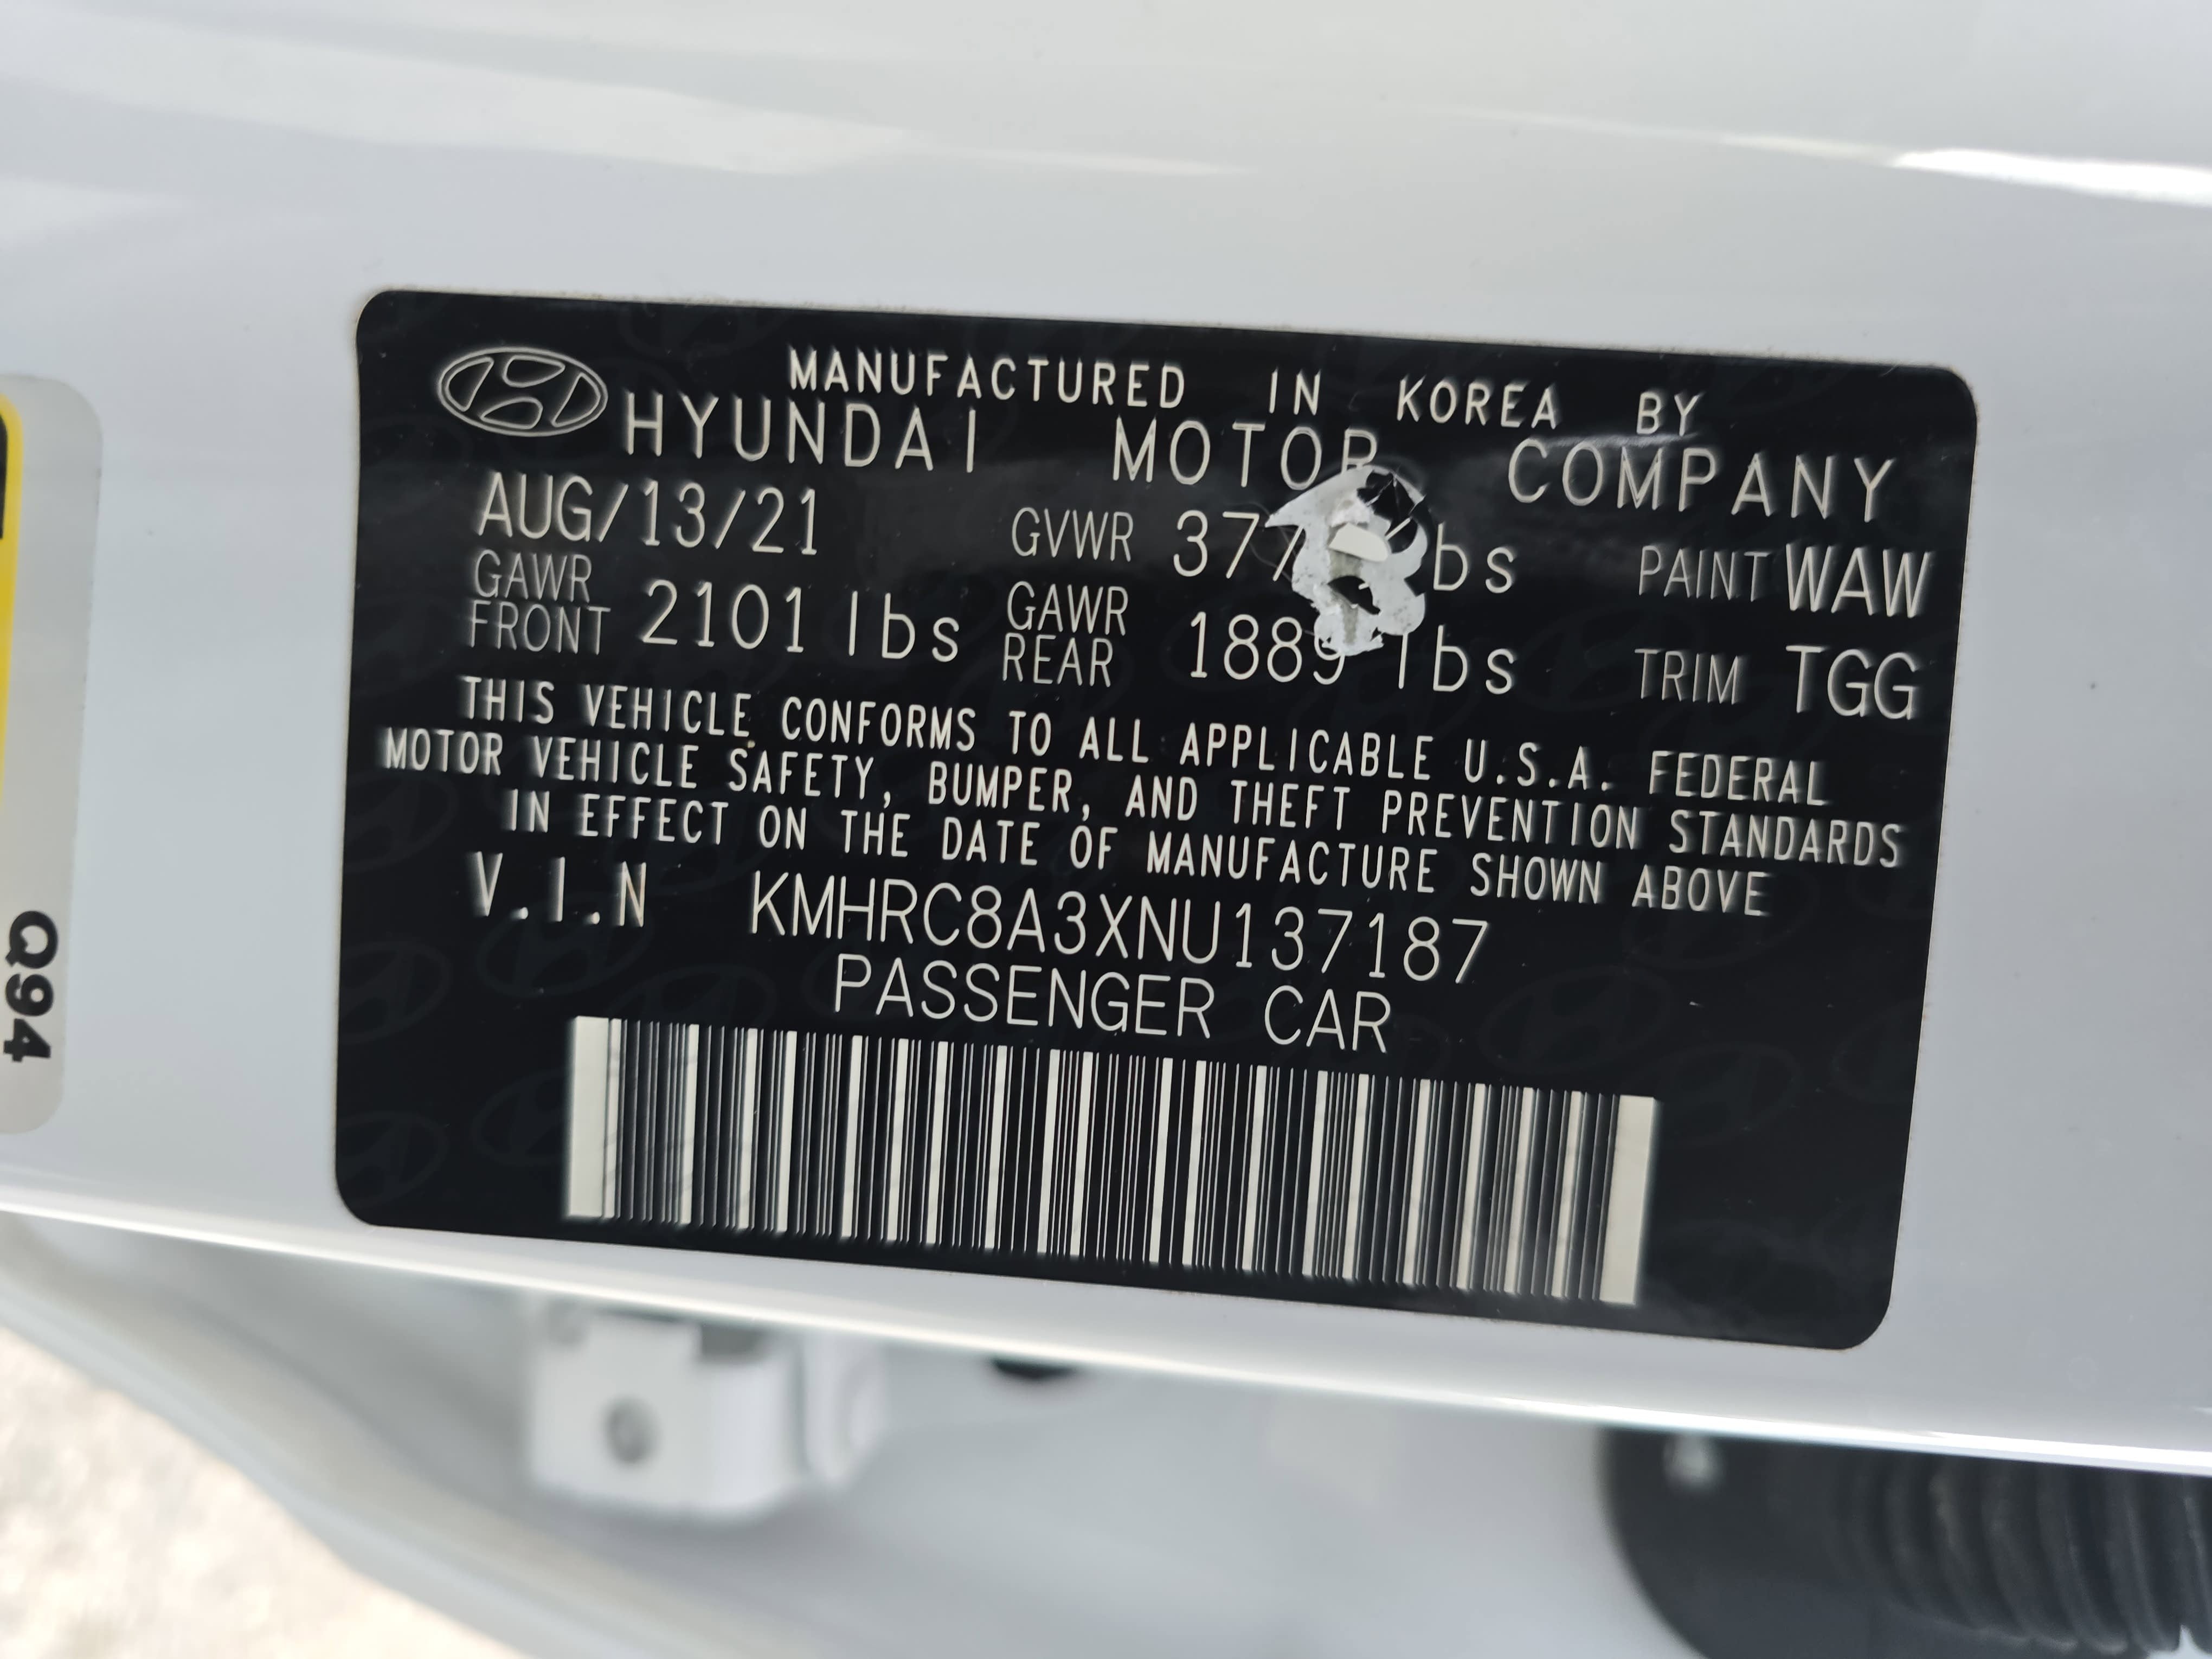 MANUFACTURED IN KOREA BY
HYUNDAI MOTOR COMPANY
AUG/13/21 GVWR PAINT WAW
GAWR FRONT 2101 lbs GAWR REAR 1889 lbs TRIM TGG
THIS VEHICLE CONFORMS TO ALL APPLICABLE U.S.A. FEDERAL
MOTOR VEHICLE SAFETY, BUMPER, AND THEFT PREVENTION STANDARDS
IN EFFECT ON THE DATE OF MANUFACTURE SHOWN ABOVE
V.I.N KMHRC8A3XNU137187
PASSENGER CAR
Q94